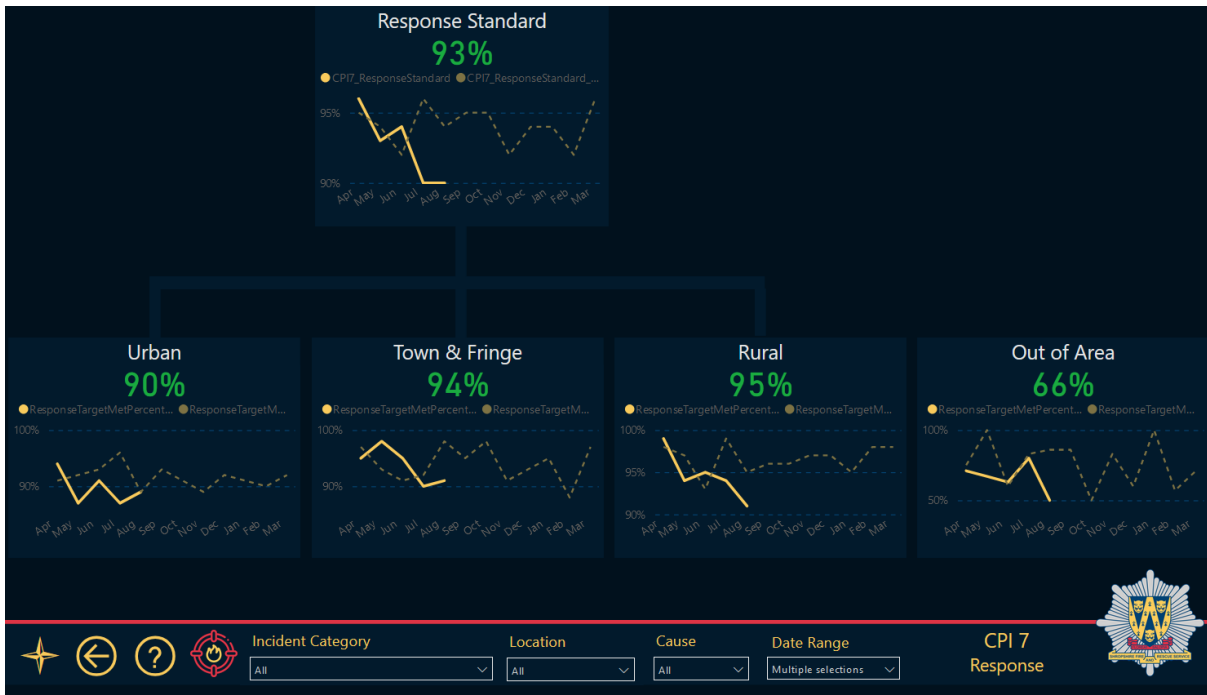 Response Standard
93%
CPI7_ResponseStandard CPI7_ResponseStandard_...
95%
90%
Apr May Jun Jul Aug Sep Oct Nov Dec Jan Feb Mar
Urban
90%
ResponseTargetMetPercent... ResponseTargetM...
100%
90%
Apr May Jun Jul Aug Sep Oct Nov Dec Jan Feb Mar
Town & Fringe
94%
ResponseTargetMetPercent... ResponseTargetM...
100%
90%
Apr May Jun Jul Aug Sep Oct Nov Dec Jan Feb Mar
Rural
95%
ResponseTargetMetPercent... ResponseTargetM...
100%
95%
90%
Apr May Jun Jul Aug Sep Oct Nov Dec Jan Feb Mar
Out of Area
66%
ResponseTargetMetPercent... ResponseTargetM...
100%
50%
Apr May Jun Jul Aug Sep Oct Nov Dec Jan Feb Mar
Incident Category
All
Location
All
Cause
All
Date Range
Multiple selections
CPI 7
Response
SHROPSHIRE FIRE AND RESCUE SERVICE